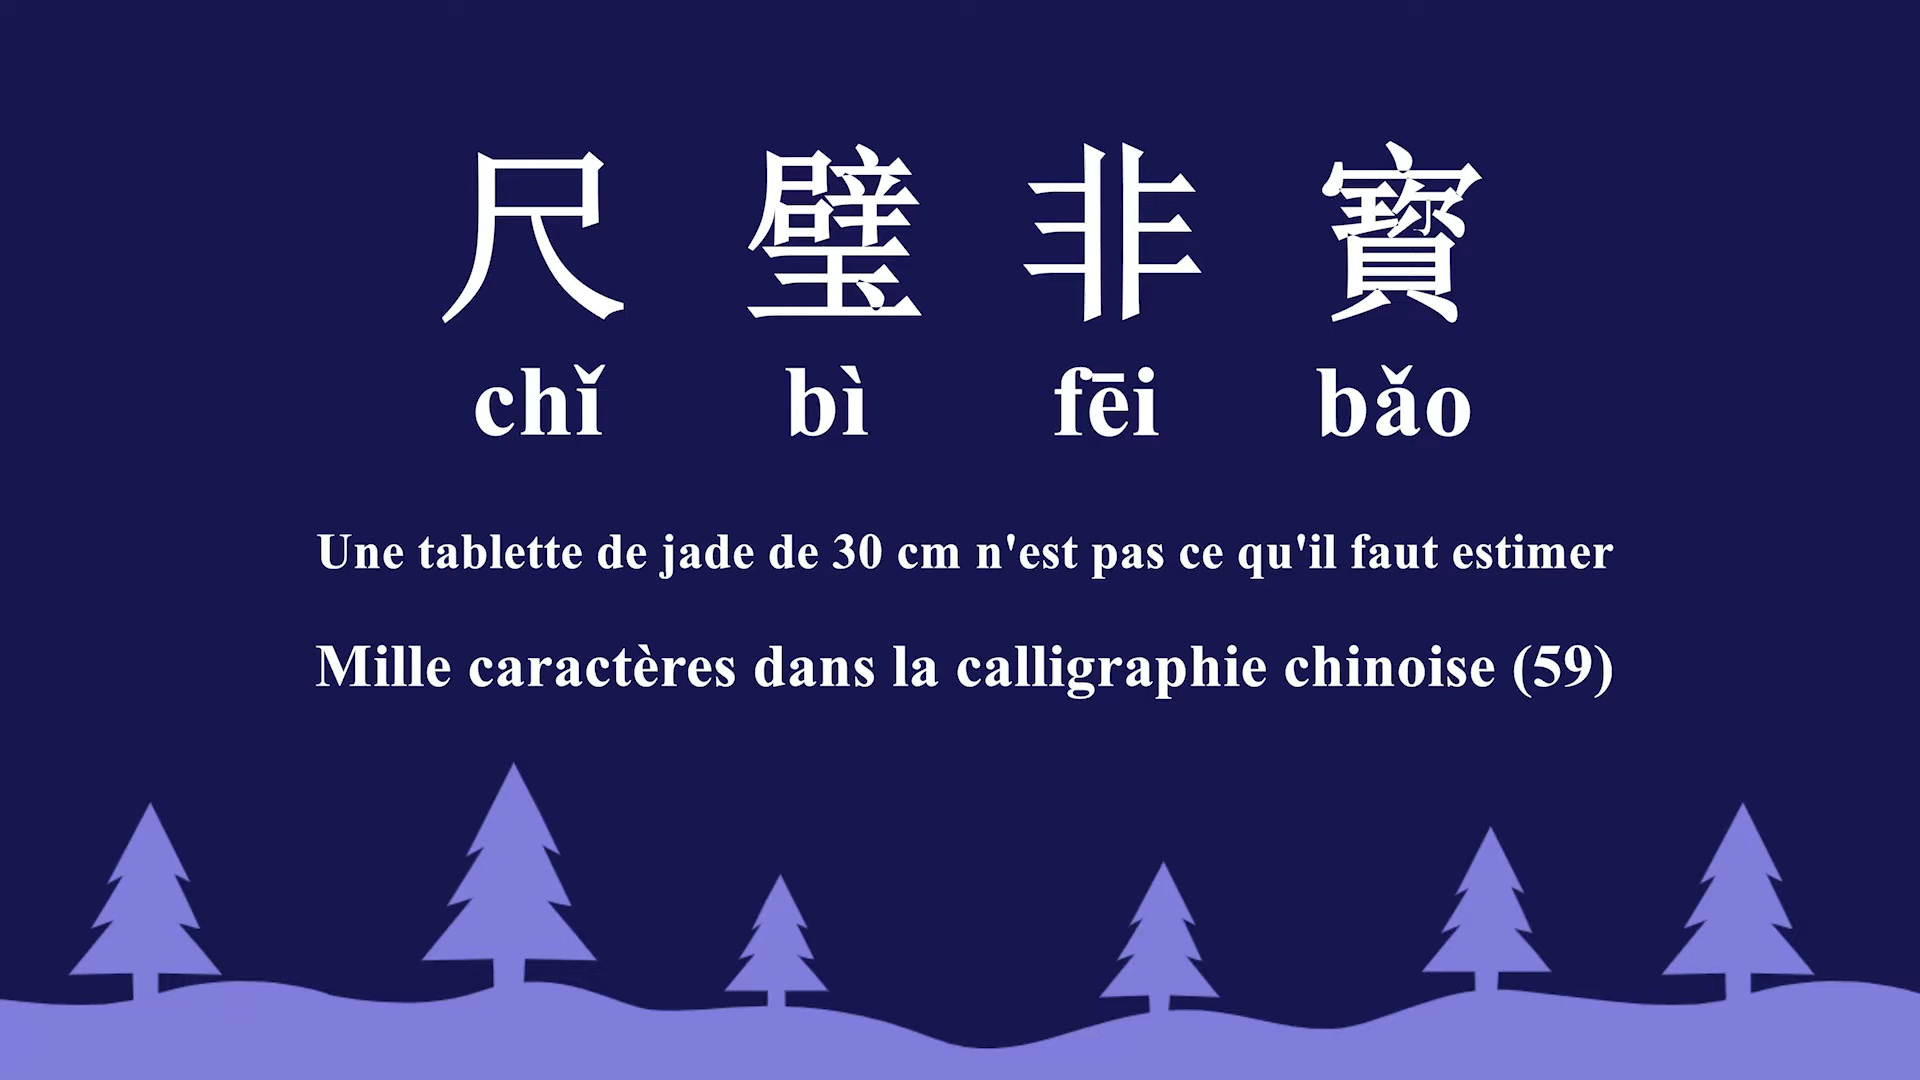 尺 璧 非 寳
chǐ bì fēi bǎo
Une tablette de jade de 30 cm n'est pas ce qu'il faut estimer
Mille caractères dans la calligraphie chinoise (59)